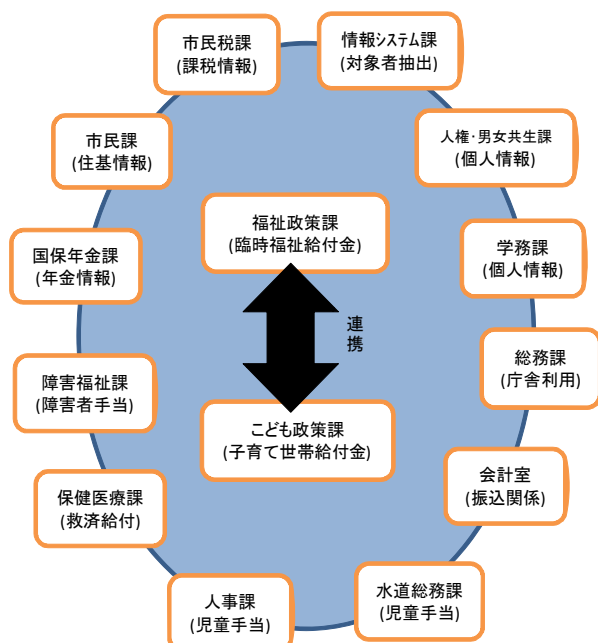 市民税課
(課税情報)
情報システム課
(対象者抽出)
市民課
(住基情報)
人権・男女共生課
(個人情報)
福祉政策課
(臨時福祉給付金)
国保年金課
(年金情報)
学務課
(個人情報)
連
携
総務課
(庁舎利用)
障害福祉課
(障害者手当)
こども政策課
(子育て世帯給付金)
会計室
(振込関係)
保健医療課
(救済給付)
人事課
(児童手当)
水道総務課
(児童手当)